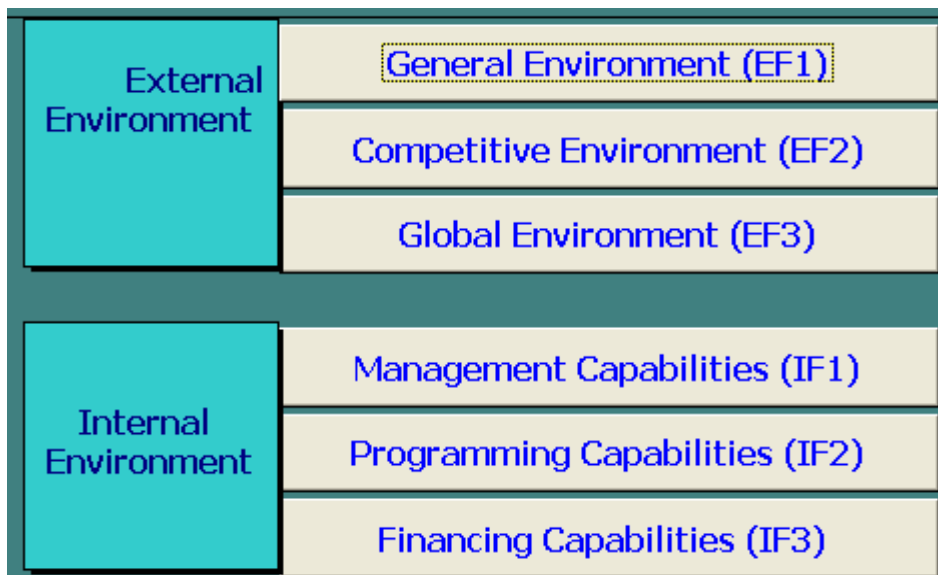 External
Environment
General Environment (EF1)
Competitive Environment (EF2)
Global Environment (EF3)
Internal
Environment
Management Capabilities (IF1)
Programming Capabilities (IF2)
Financing Capabilities (IF3)